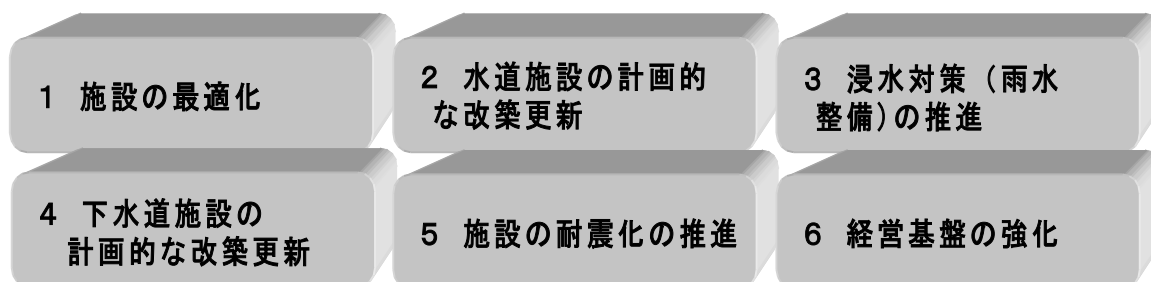 1 施設の最適化
2 水道施設の計画的
な改築更新
3 浸水対策（雨水
整備）の推進
4 下水道施設の
計画的な改築更新
5 施設の耐震化の推進
6 経営基盤の強化